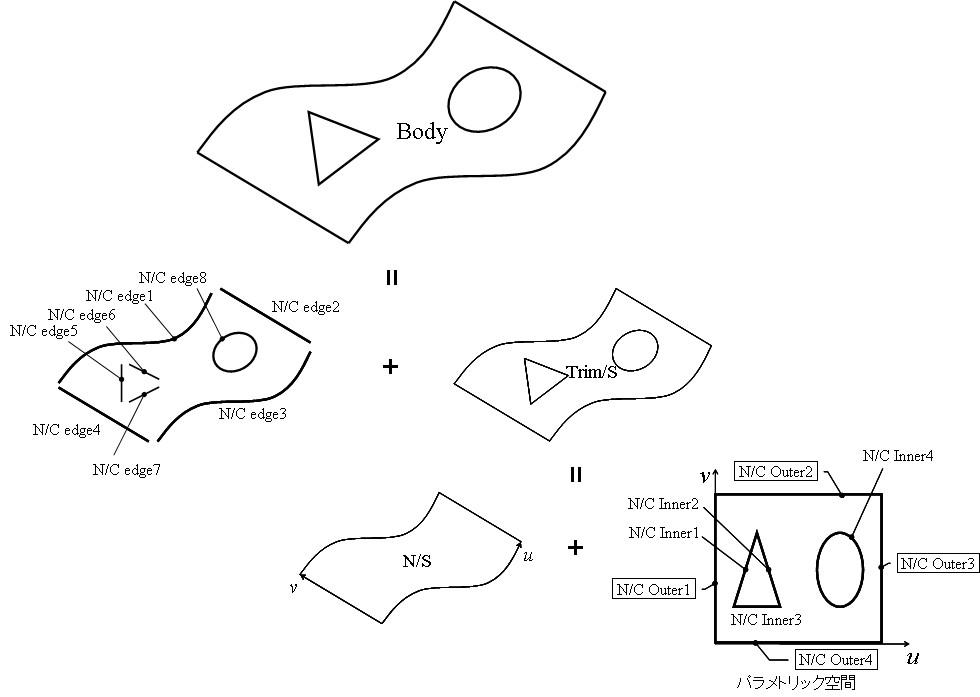 Body
=
N/C edge8
N/C edge1
N/C edge2
N/C edge6
N/C edge5
+
Trim/S
N/C edge3
N/C edge4
N/C edge7
=
N/C Inner4
v
N/C Outer2
N/C Inner2
N/C Inner1
N/S
+
u
v
N/C Outer3
N/C Outer1
N/C Inner3
N/C Outer4
u
パラメトリック空間